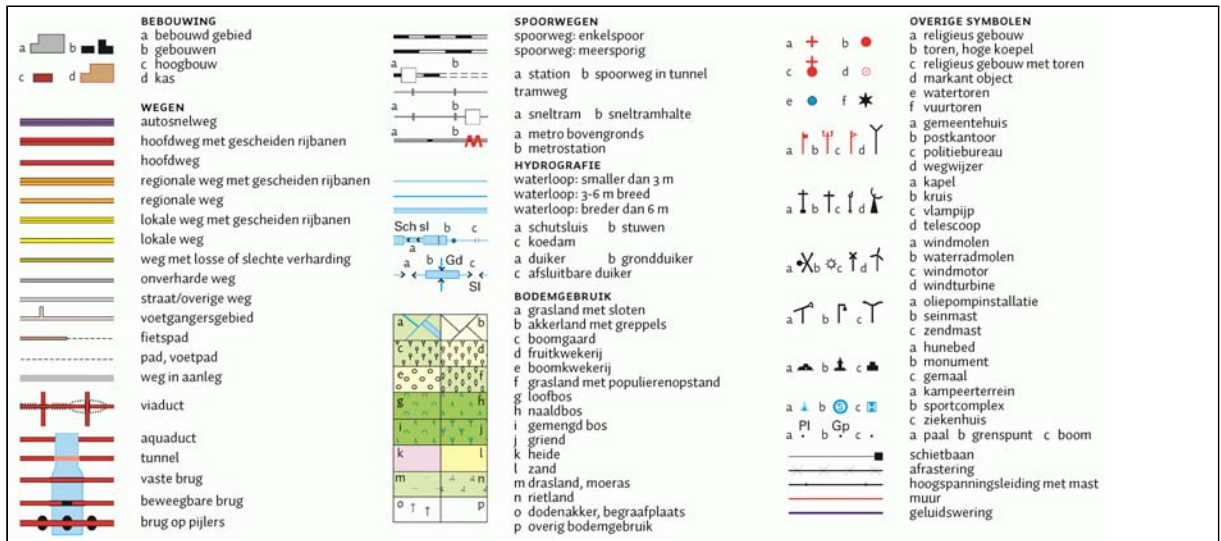 BEBOUWING
a bebouwd gebied
b gebouwen
c hoogbouw
d kas
a b
c d
WEGEN
autosnelweg
hoofdweg met gescheiden rijbanen
hoofdweg
regionale weg met gescheiden rijbanen
regionale weg
lokale weg met gescheiden rijbanen
lokale weg
weg met losse of slechte verharding
onverharde weg
straat/overige weg
voetgangersgebied
fietspad
pad, voetpad
weg in aanleg
viaduct
aquaduct
tunnel
vaste brug
beweegbare brug
brug op pijlers
SPOORWEGEN
spoorweg: enkelspoor
spoorweg: meersporig
a b
a station b spoorweg in tunnel
tramweg
a b
a sneltram b sneltramhalte
a b
a metro bovengronds
b metrostation
HYDROGRAFIE
waterloop: smaller dan 3 m
waterloop: 3-6 m breed
waterloop: breder dan 6 m
Sch sl b c
a
a schutsluis b stuwen
c koedam
a b Gd c
Sl
a duiker b grondduiker
c afsluitbare duiker
BODEMGEBRUIK
a b
c d
e f
g h
i j
k l
m n
o p
a grasland met sloten
b akkerland met greppels
c boomgaard
d fruitkwekerij
e boomkwekerij
f grasland met populierenopstand
g loofbos
h naaldbos
i gemengd bos
j griend
k heide
l zand
m drasland, moeras
n rietland
o dodenakker, begraafplaats
p overig bodemgebruik
OVERIGE SYMBOLEN
a b
c d
e f
a religieus gebouw
b toren, hoge koepel
c religieus gebouw met toren
d markant object
e watertoren
f vuurtoren
a b c d
a gemeentehuis
b postkantoor
c politiebureau
d wegwijzer
a b c d
a kapel
b kruis
c vlampijp
d telescoop
a b c d
a windmolen
b waterradmolen
c windmotor
d windturbine
a b c
a oliepompinstallatie
b seinmast
c zendmast
a b c
a hunebed
b monument
c gemaal
a b S c H
a kampeerterrein
b sportcomplex
c ziekenhuis
Pl Gp
a b c
a paal b grenspunt c boom
schietbaan
afrastering
hoogspanningsleiding met mast
muur
geluidswering